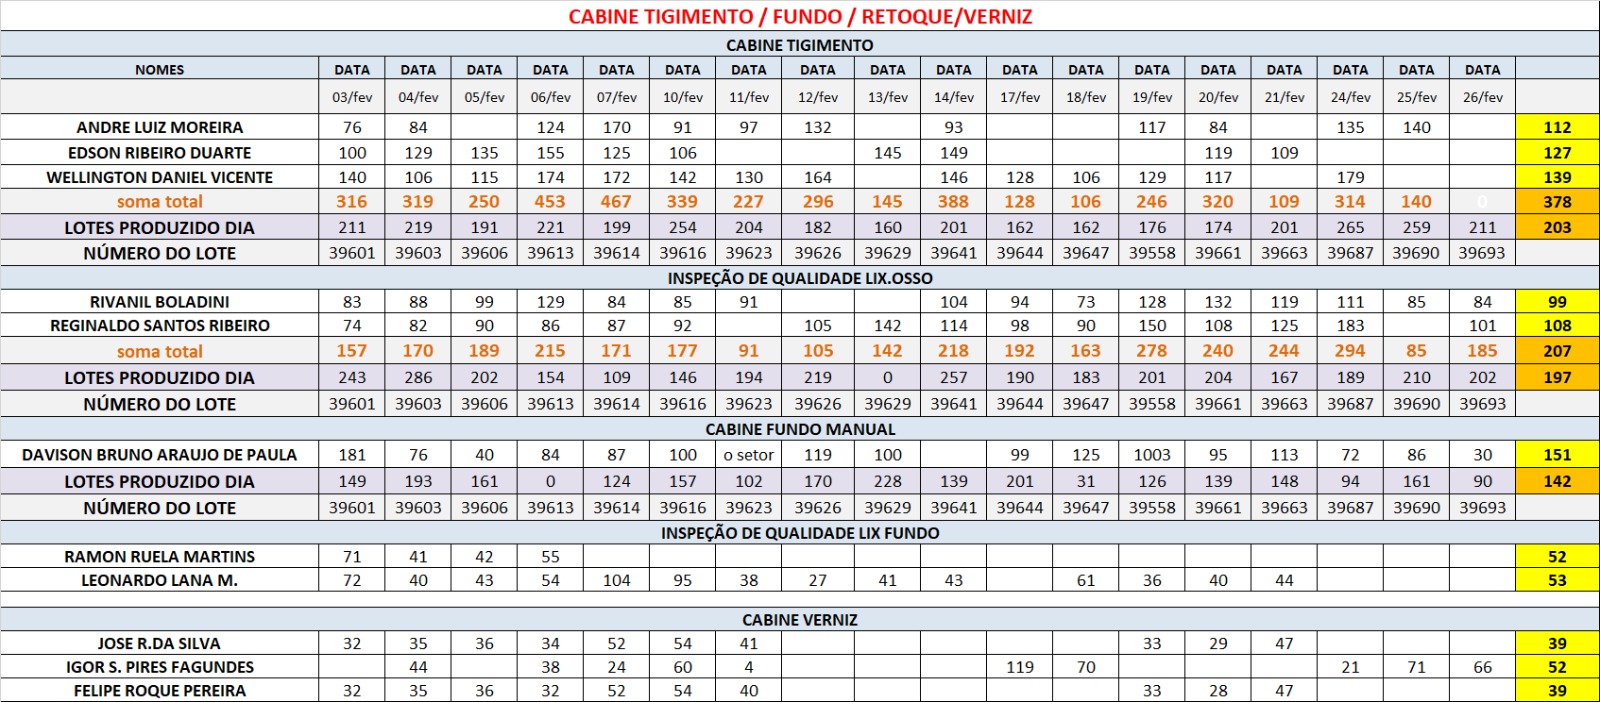 CABINE TIGIMENTO / FUNDO / RETOQUE/VERNIZ
CABINE TIGIMENTO
NOMES DATA DATA DATA DATA DATA DATA DATA DATA DATA DATA DATA DATA DATA DATA DATA DATA DATA DATA
03/fev 04/fev 05/fev 06/fev 07/fev 10/fev 11/fev 12/fev 13/fev 14/fev 17/fev 18/fev 19/fev 20/fev 21/fev 24/fev 25/fev 26/fev
ANDRE LUIZ MOREIRA 76 84 124 170 91 97 132 93 117 84 135 140 112
EDSON RIBEIRO DUARTE 100 129 135 155 125 106 145 149 119 109 127
WELLINGTON DANIEL VICENTE 140 106 115 174 172 142 130 164 146 128 106 129 117 179 139
soma total 316 319 250 453 467 339 227 296 145 388 128 106 246 320 109 314 140 0 378
LOTES PRODUZIDO DIA 211 219 191 221 199 254 204 182 160 201 162 162 176 174 201 265 259 211 203
NÚMERO DO LOTE 39601 39603 39606 39613 39614 39616 39623 39626 39629 39641 39644 39647 39558 39661 39663 39687 39690 39693
INSPEÇÃO DE QUALIDADE LIX.OSSO
RIVANIL BOLADINI 83 88 99 129 84 85 91 104 94 73 128 132 119 111 85 84 99
REGINALDO SANTOS RIBEIRO 74 82 90 86 87 92 105 142 114 98 90 150 108 125 183 101 108
soma total 157 170 189 215 171 177 91 105 142 218 192 163 278 240 244 294 85 185 207
LOTES PRODUZIDO DIA 243 286 202 154 109 146 194 219 0 257 190 183 201 204 167 189 210 202 197
NÚMERO DO LOTE 39601 39603 39606 39613 39614 39616 39623 39626 39629 39641 39644 39647 39558 39661 39663 39687 39690 39693
CABINE FUNDO MANUAL
DAVISON BRUNO ARAUJO DE PAULA 181 76 40 84 87 100 o setor 119 100 99 125 1003 95 113 72 86 30 151
LOTES PRODUZIDO DIA 149 193 161 0 124 157 102 170 228 139 201 31 126 139 148 94 161 90 142
NÚMERO DO LOTE 39601 39603 39606 39613 39614 39616 39623 39626 39629 39641 39644 39647 39558 39661 39663 39687 39690 39693
INSPEÇÃO DE QUALIDADE LIX FUNDO
RAMON RUELA MARTINS 71 41 42 55 52
LEONARDO LANA M. 72 40 43 54 104 95 38 27 41 43 61 36 40 44 53
CABINE VERNIZ
JOSE R.DA SILVA 32 35 36 34 52 54 41 33 29 47 39
IGOR S. PIRES FAGUNDES 44 38 24 60 4 119 70 21 71 66 52
FELIPE ROQUE PEREIRA 32 35 36 32 52 54 40 33 28 47 39